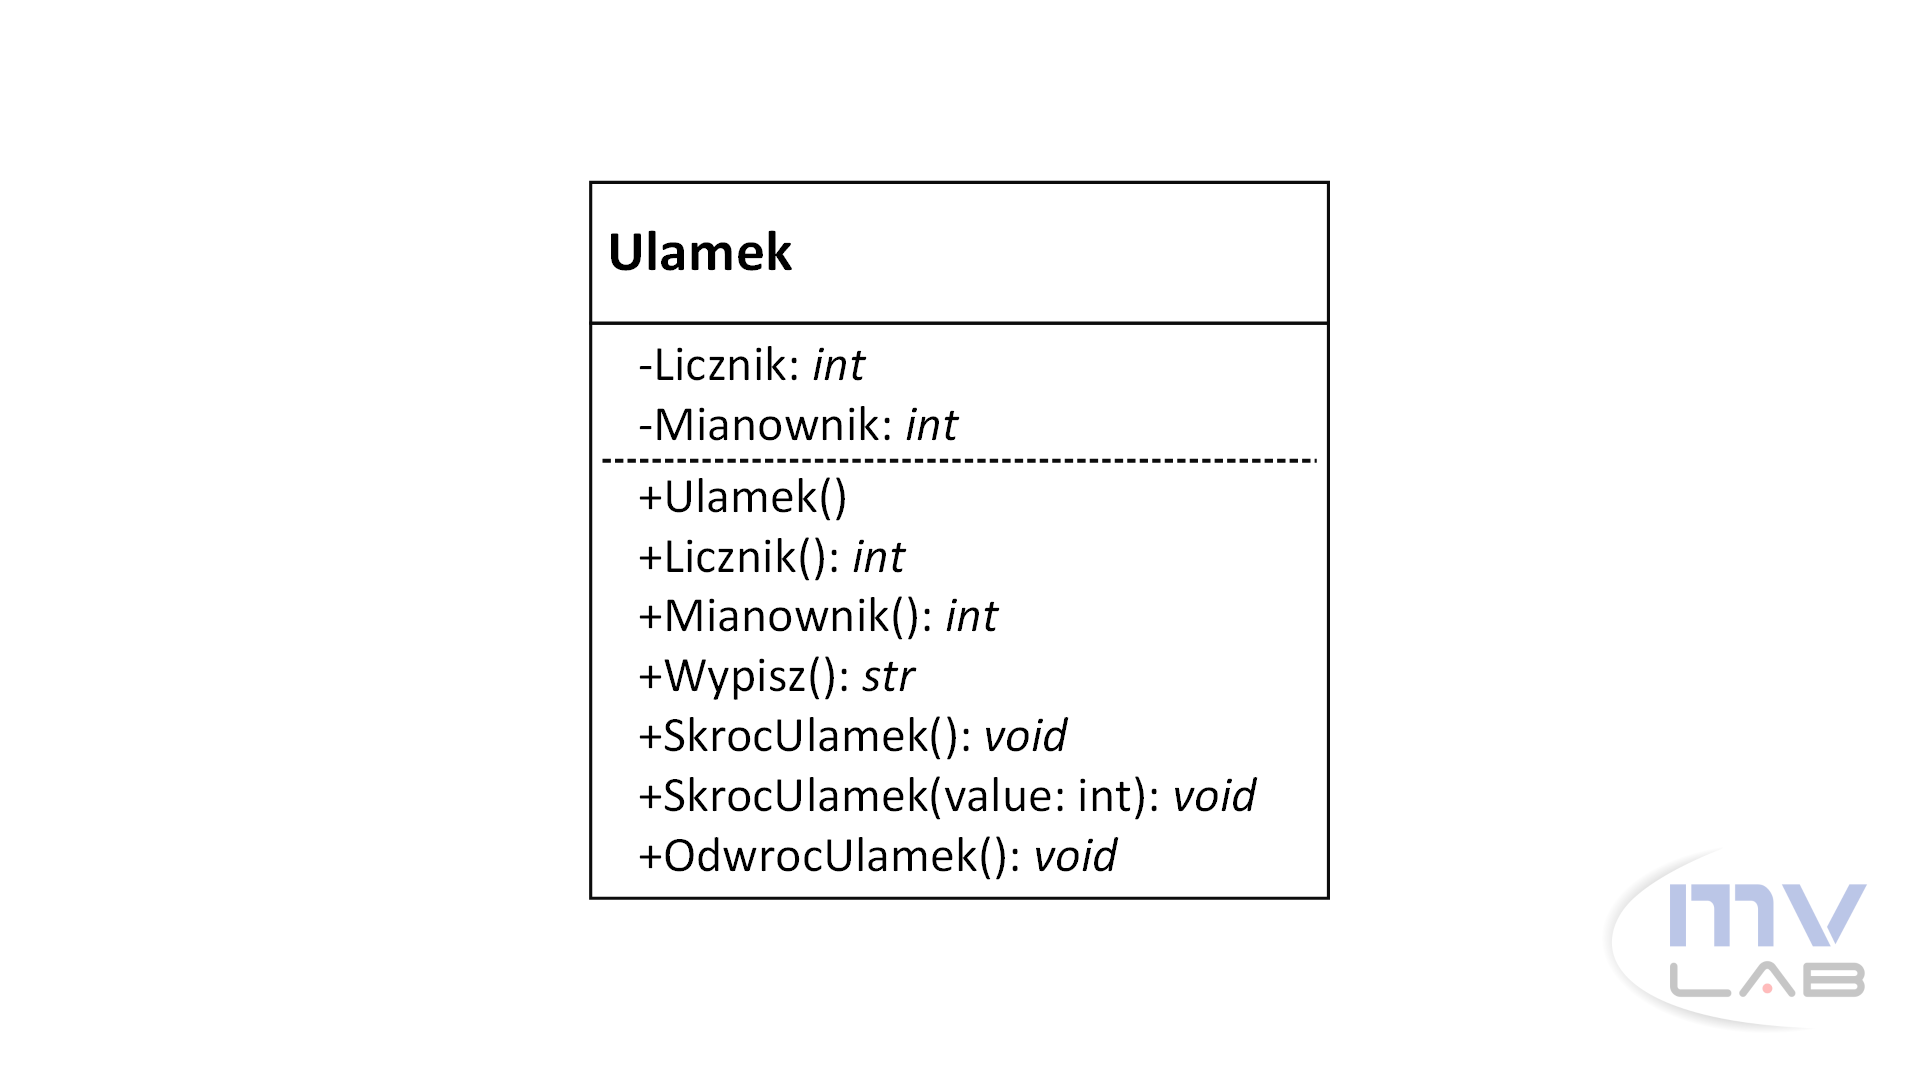 Ulamek
-Licznik: int
-Mianownik: int
+Ulamek()
+Licznik(): int
+Mianownik(): int
+Wypisz(): str
+SkrocUlamek(): void
+SkrocUlamek(value: int): void
+OdwrocUlamek(): void
mv
LAB